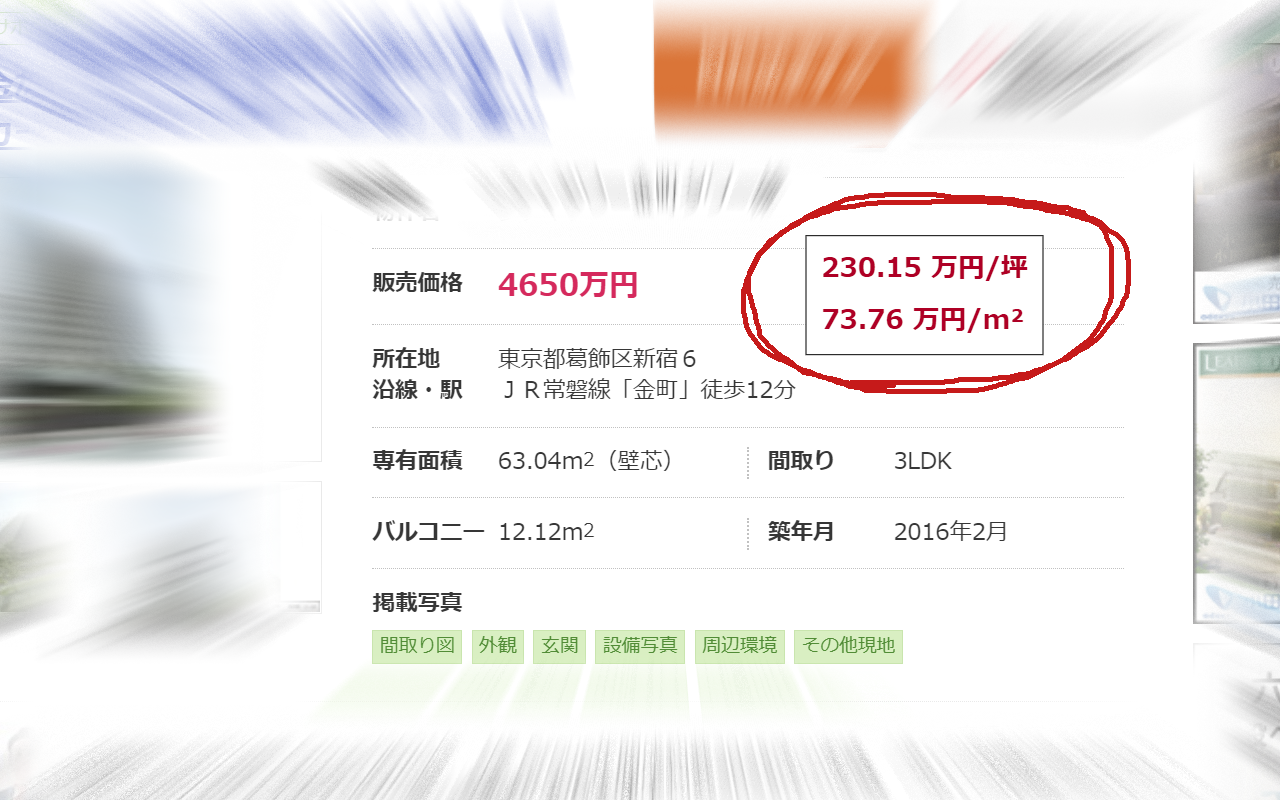 販売価格 4650万円
230.15 万円/坪
73.76 万円/m²
所在地 東京都葛飾区新宿６
沿線・駅 ＪＲ常磐線「金町」徒歩12分
専有面積 63.04m2（壁芯） 間取り 3LDK
バルコニー 12.12m2 築年月 2016年2月
掲載写真
間取り図 外観 玄関 設備写真 周辺環境 その他現地